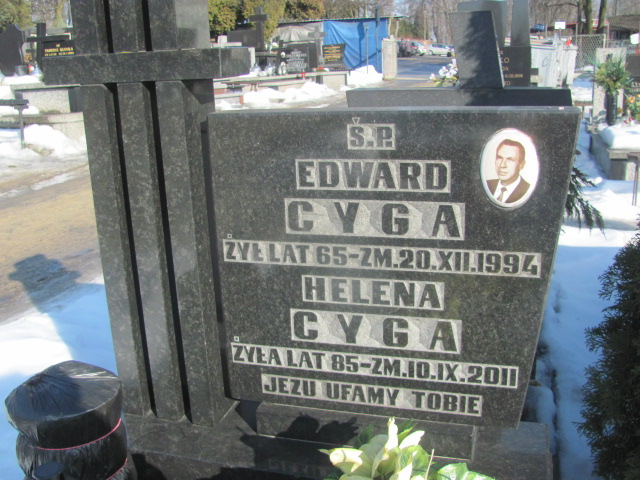 Ś.P.
EDWARD
CYGA
ŻYŁ LAT 65-ZM.20.XII.1994
HELENA
CYGA
ŻYŁA LAT 85-ZM.10.IX.2011
JEZU UFAMY TOBIE